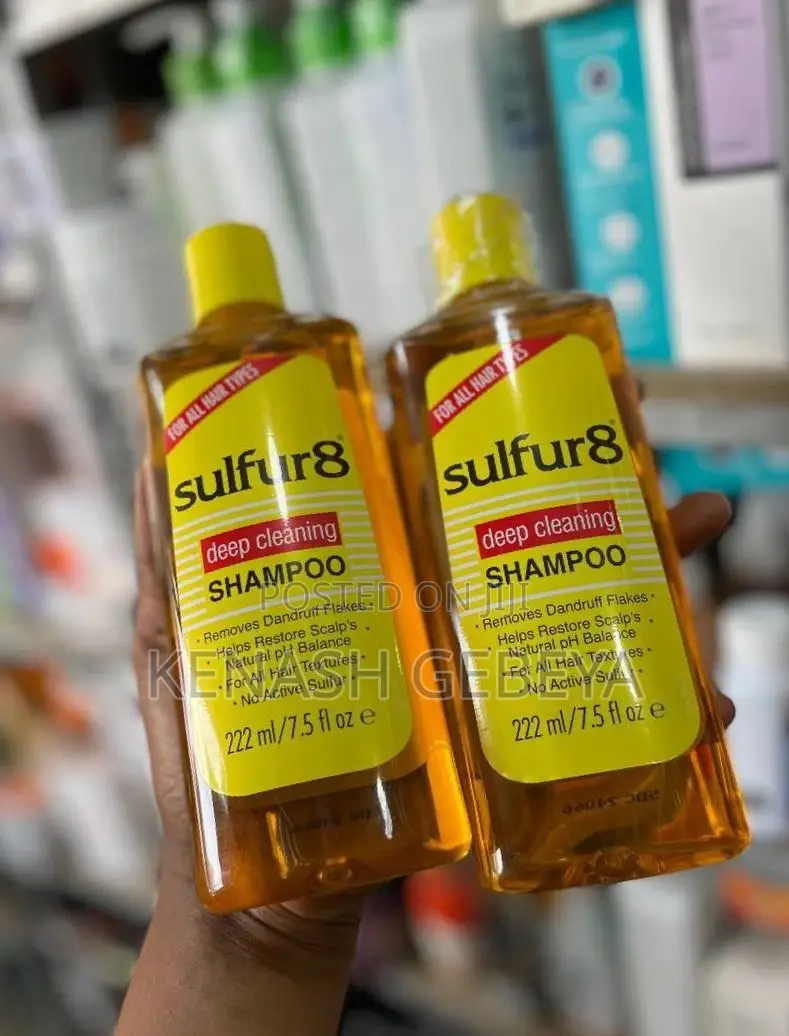 FOR ALL HAIR TYPES
sulfur8®
deep cleaning
SHAMPOO
· Removes Dandruff Flakes ·
· Helps Restore Scalp's ·
Natural pH Balance
· For All Hair Textures ·
· No Active Sulfur ·
222 ml/7.5 fl oz ℮
FOR ALL HAIR TYPES
sulfur8®
deep cleaning
SHAMPOO
· Removes Dandruff Flakes ·
· Helps Restore Scalp's ·
Natural pH Balance
· For All Hair Textures ·
· No Active Sulfur ·
222 ml/7.5 fl oz ℮
POSTED ON JIJI
KENASH GEBEYA